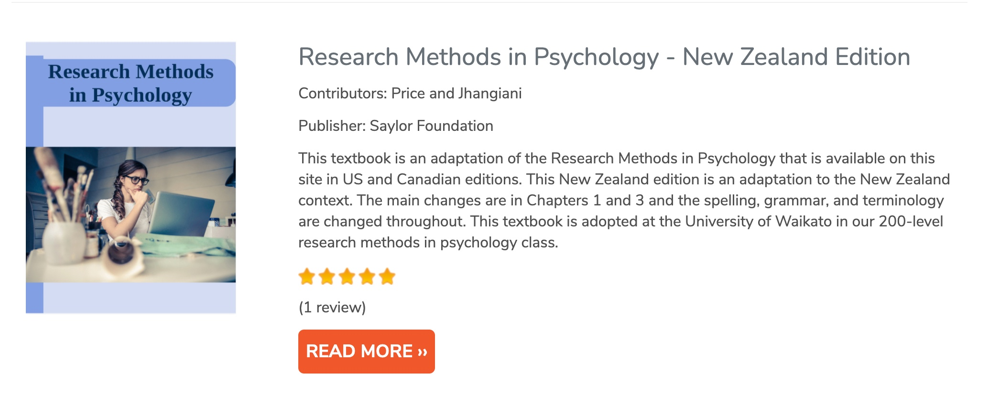 Research Methods
in Psychology
Research Methods in Psychology - New Zealand Edition
Contributors: Price and Jhangiani
Publisher: Saylor Foundation
This textbook is an adaptation of the Research Methods in Psychology that is available on this
site in US and Canadian editions. This New Zealand edition is an adaptation to the New Zealand
context. The main changes are in Chapters 1 and 3 and the spelling, grammar, and terminology
are changed throughout. This textbook is adopted at the University of Waikato in our 200-level
research methods in psychology class.
(1 review)
READ MORE ››